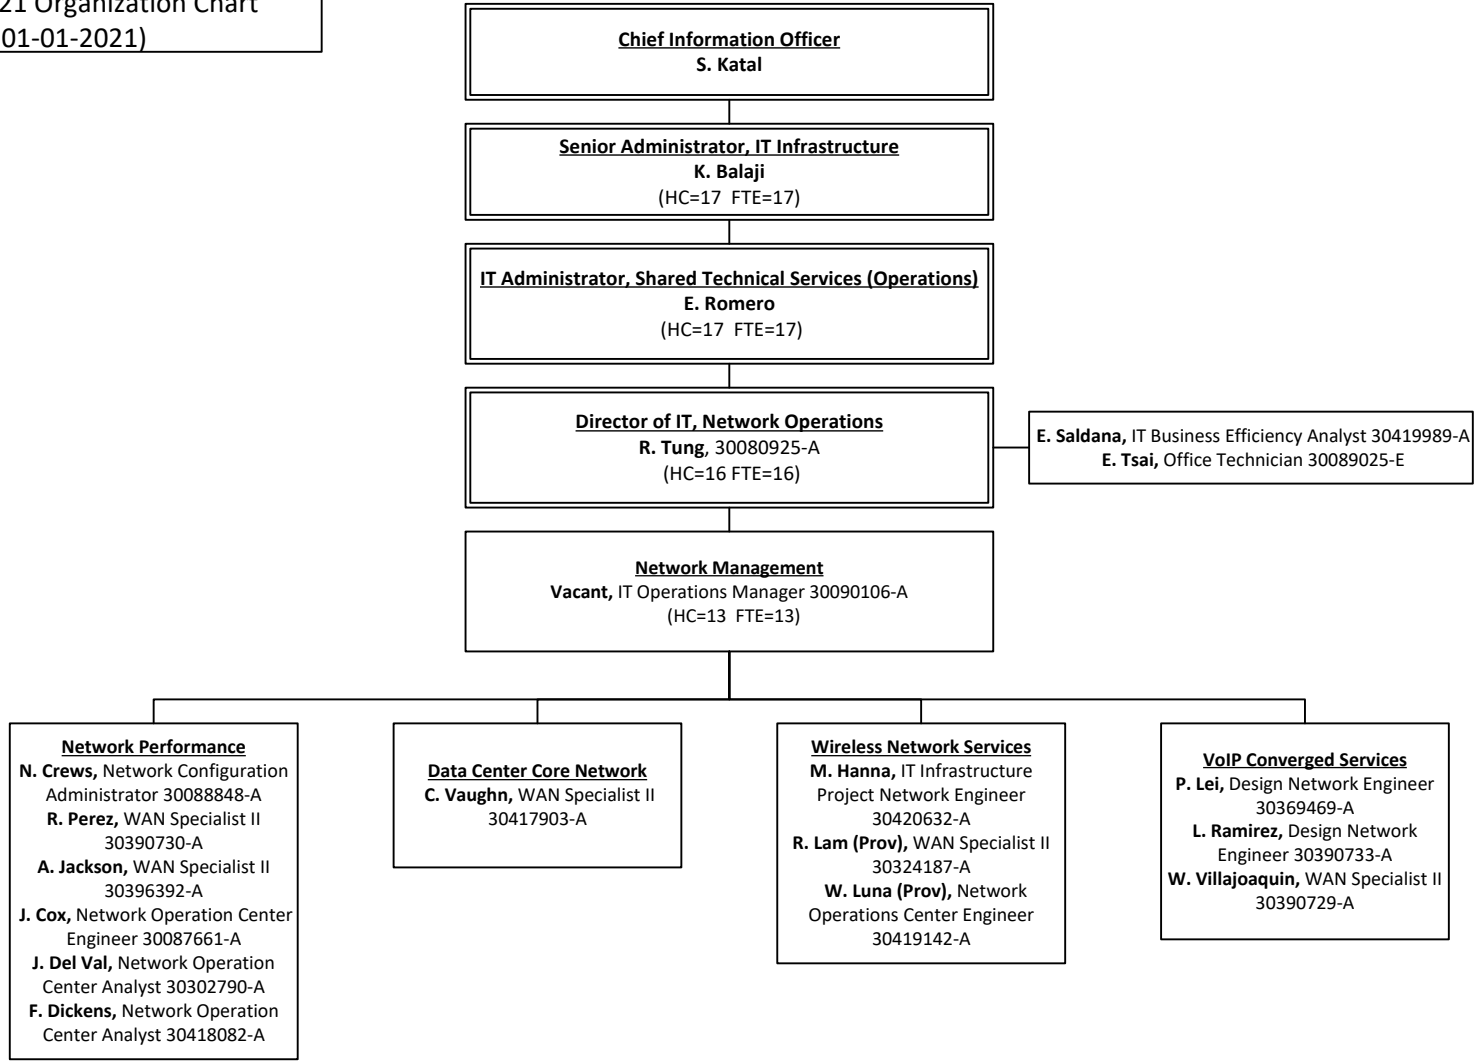 21 Organization Chart
01-01-2021)
Chief Information Officer
S. Katal
Senior Administrator, IT Infrastructure
K. Balaji
(HC=17 FTE=17)
IT Administrator, Shared Technical Services (Operations)
E. Romero
(HC=17 FTE=17)
Director of IT, Network Operations
R. Tung, 30080925-A
(HC=16 FTE=16)
E. Saldana, IT Business Efficiency Analyst 30419989-A
E. Tsai, Office Technician 30089025-E
Network Management
Vacant, IT Operations Manager 30090106-A
(HC=13 FTE=13)
Network Performance
N. Crews, Network Configuration
Administrator 30088848-A
R. Perez, WAN Specialist II
30390730-A
A. Jackson, WAN Specialist II
30396392-A
J. Cox, Network Operation Center
Engineer 30087661-A
J. Del Val, Network Operation
Center Analyst 30302790-A
F. Dickens, Network Operation
Center Analyst 30418082-A
Data Center Core Network
C. Vaughn, WAN Specialist II
30417903-A
Wireless Network Services
M. Hanna, IT Infrastructure
Project Network Engineer
30420632-A
R. Lam (Prov), WAN Specialist II
30324187-A
W. Luna (Prov), Network
Operations Center Engineer
30419142-A
VoIP Converged Services
P. Lei, Design Network Engineer
30369469-A
L. Ramirez, Design Network
Engineer 30390733-A
W. Villajoaquin, WAN Specialist II
30390729-A